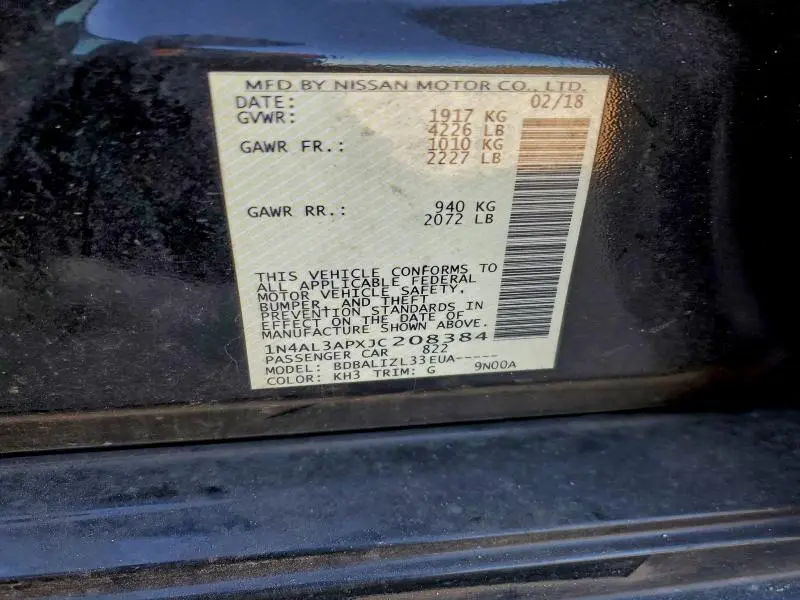 MFD BY NISSAN MOTOR CO., LTD.
DATE: 02/18
GVWR: 1917 KG
4226 LB
GAWR FR.: 1010 KG
2227 LB
GAWR RR.: 940 KG
2072 LB
THIS VEHICLE CONFORMS TO
ALL APPLICABLE FEDERAL
MOTOR VEHICLE SAFETY,
BUMPER, AND THEFT
PREVENTION STANDARDS IN
EFFECT ON THE DATE OF
MANUFACTURE SHOWN ABOVE.
1N4AL3APXJC208384
PASSENGER CAR 822
MODEL: BDBALIZL33EUA-----
COLOR: KH3 TRIM: G 9N00A